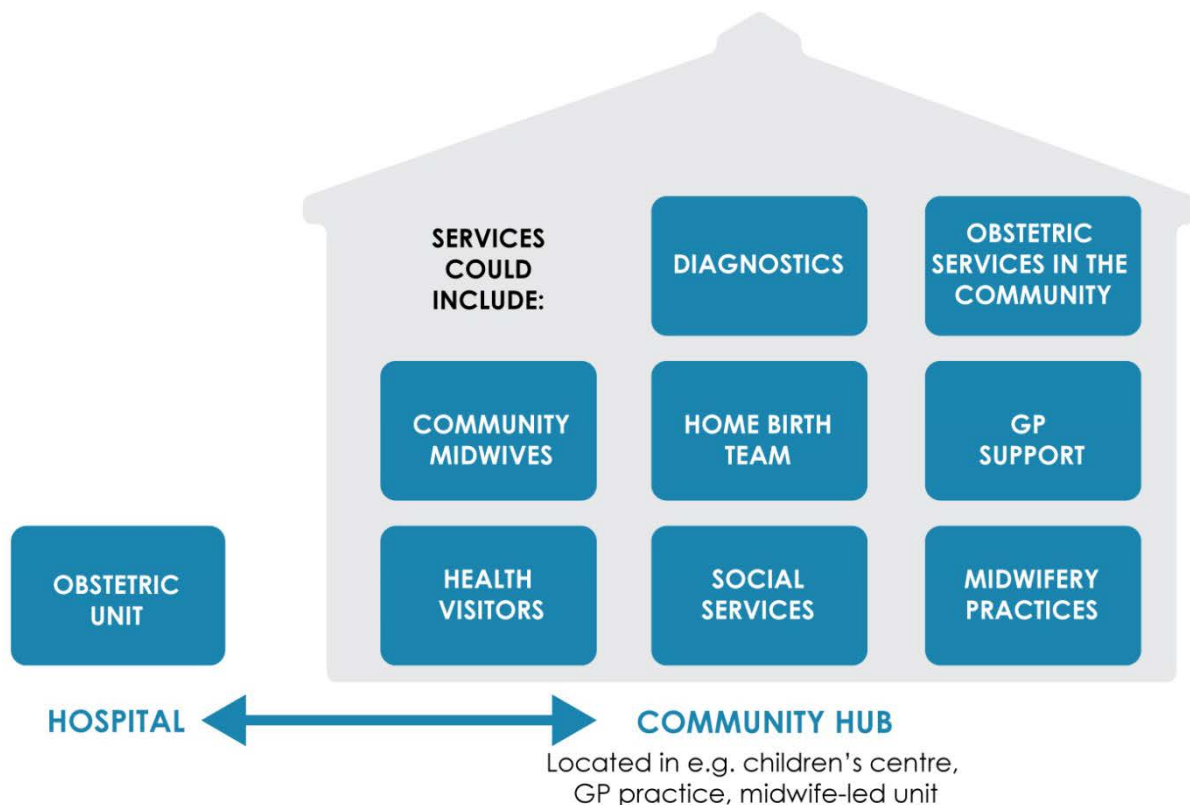 SERVICES
COULD
INCLUDE:
DIAGNOSTICS
OBSTETRIC
SERVICES IN THE
COMMUNITY
COMMUNITY
MIDWIVES
HOME BIRTH
TEAM
GP
SUPPORT
OBSTETRIC
UNIT
HEALTH
VISITORS
SOCIAL
SERVICES
MIDWIFERY
PRACTICES
HOSPITAL
COMMUNITY HUB
Located in e.g. children’s centre,
GP practice, midwife-led unit